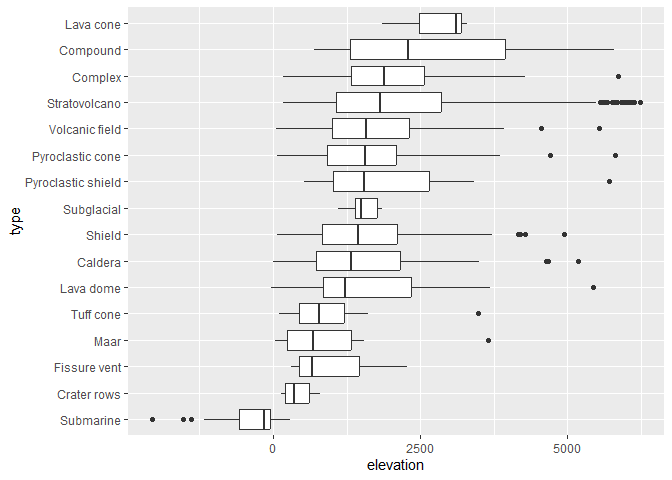 Lava cone
Compound
Complex
Stratovolcano
Volcanic field
Pyroclastic cone
Pyroclastic shield
Subglacial
Shield
Caldera
Lava dome
Tuff cone
Maar
Fissure vent
Crater rows
Submarine
type
0 2500 5000
elevation